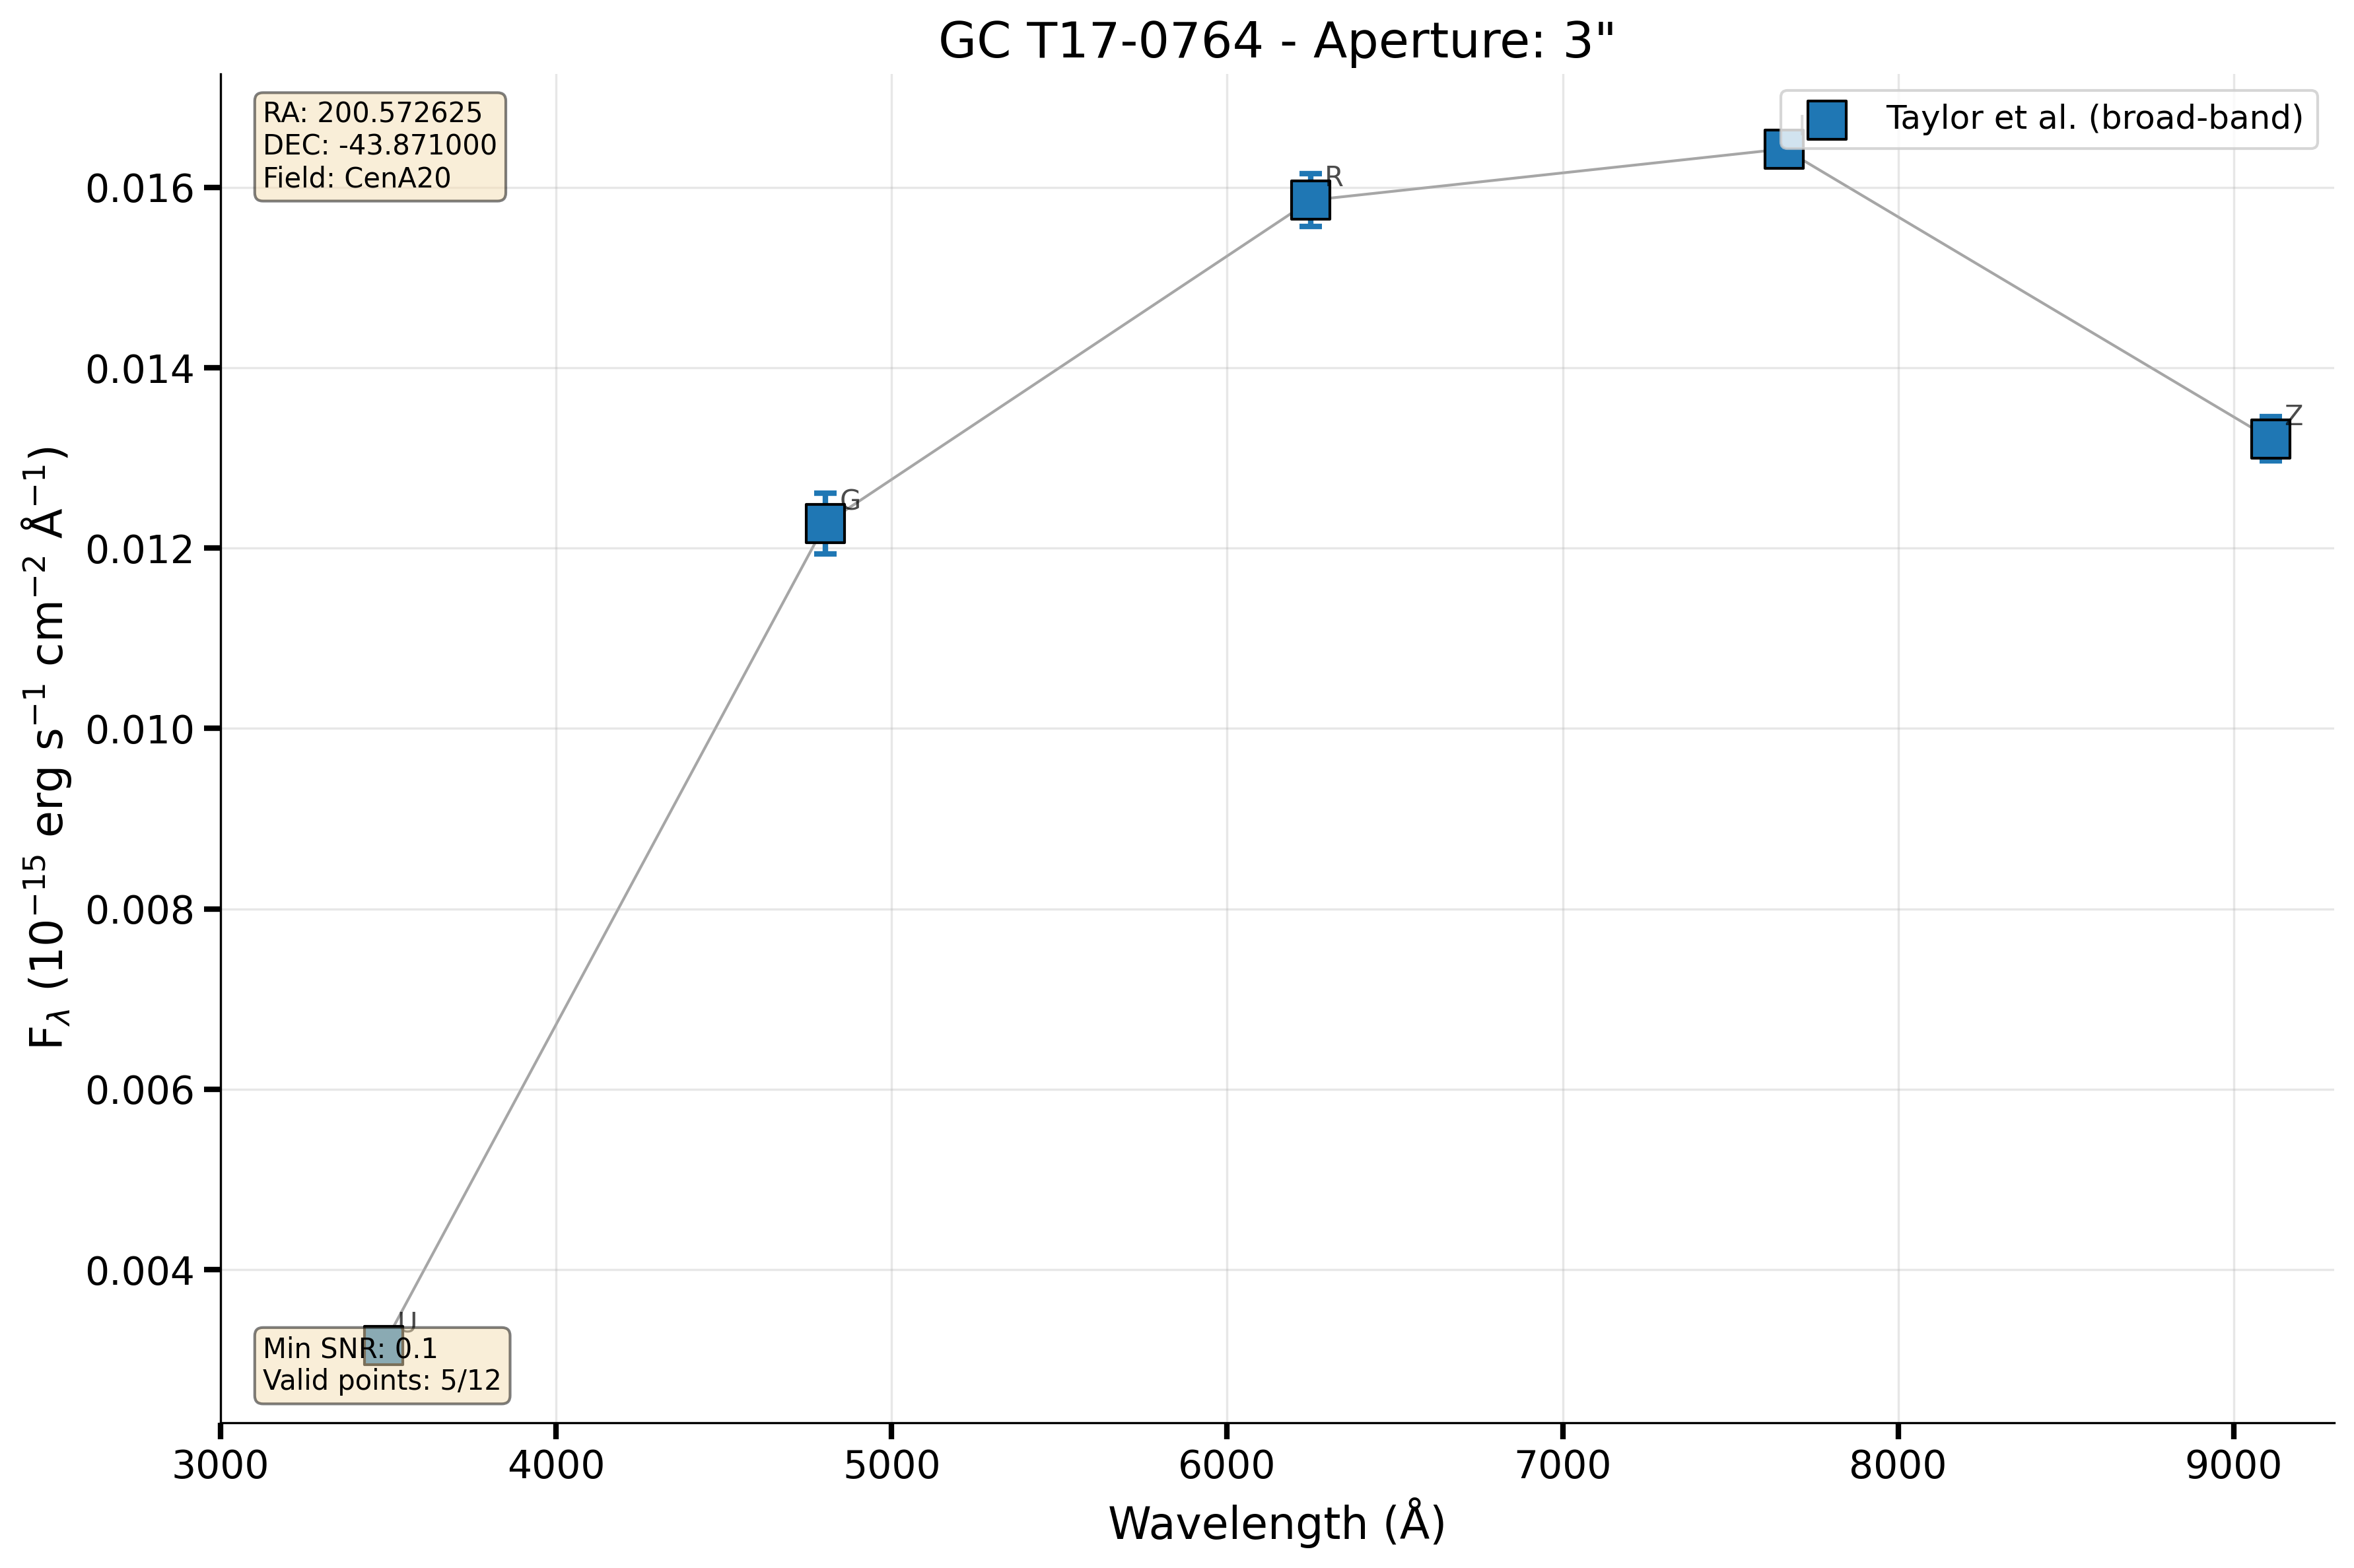 GC T17-0764 - Aperture: 3"
RA: 200.572625
DEC: -43.871000
Field: CenA20
Taylor et al. (broad-band)
0.016
0.014
0.012
0.010
0.008
0.006
0.004
F_λ (10⁻¹⁵ erg s⁻¹ cm⁻² Å⁻¹)
U
G
R
I
Z
Min SNR: 0.1
Valid points: 5/12
3000 4000 5000 6000 7000 8000 9000
Wavelength (Å)